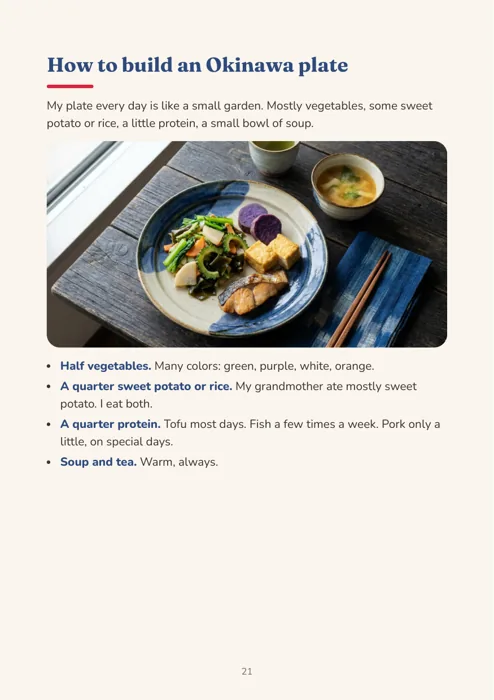 How to build an Okinawa plate
My plate every day is like a small garden. Mostly vegetables, some sweet
potato or rice, a little protein, a small bowl of soup.
• Half vegetables. Many colors: green, purple, white, orange.
• A quarter sweet potato or rice. My grandmother ate mostly sweet
potato. I eat both.
• A quarter protein. Tofu most days. Fish a few times a week. Pork only a
little, on special days.
• Soup and tea. Warm, always.
21